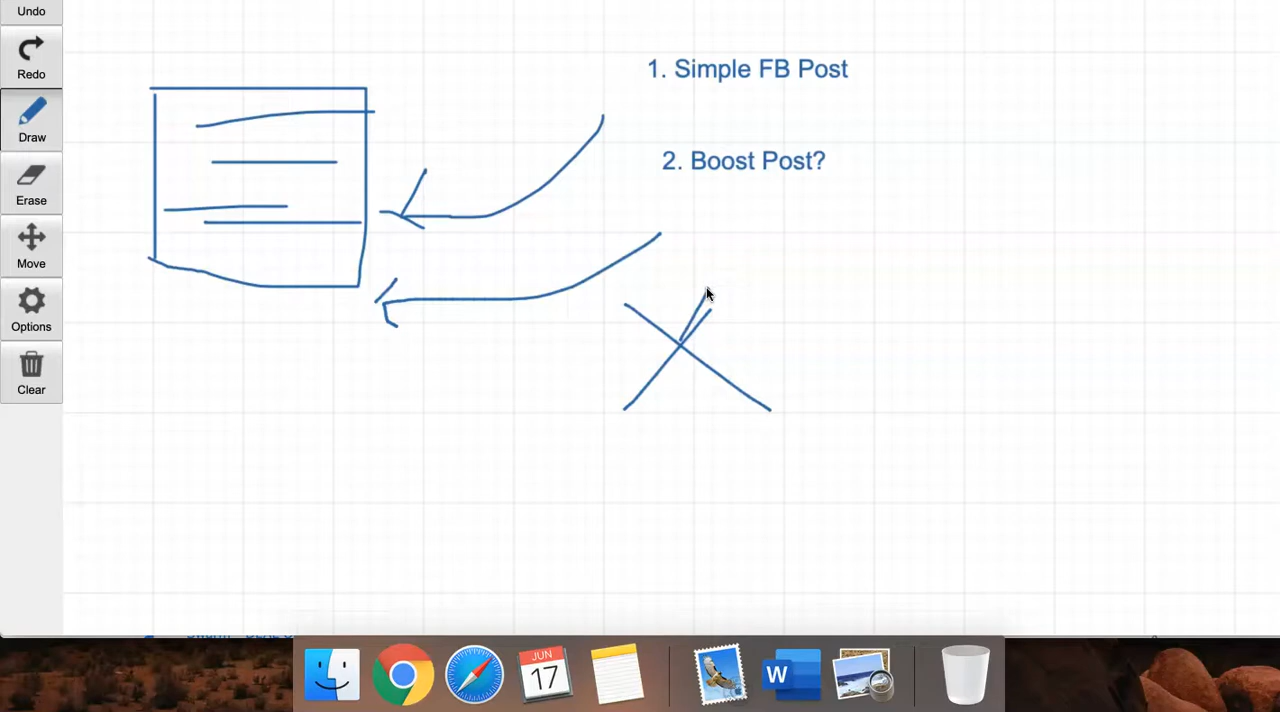 Undo
Redo
Draw
Erase
Move
Options
Clear
1. Simple FB Post
2. Boost Post?
JUN
17
W